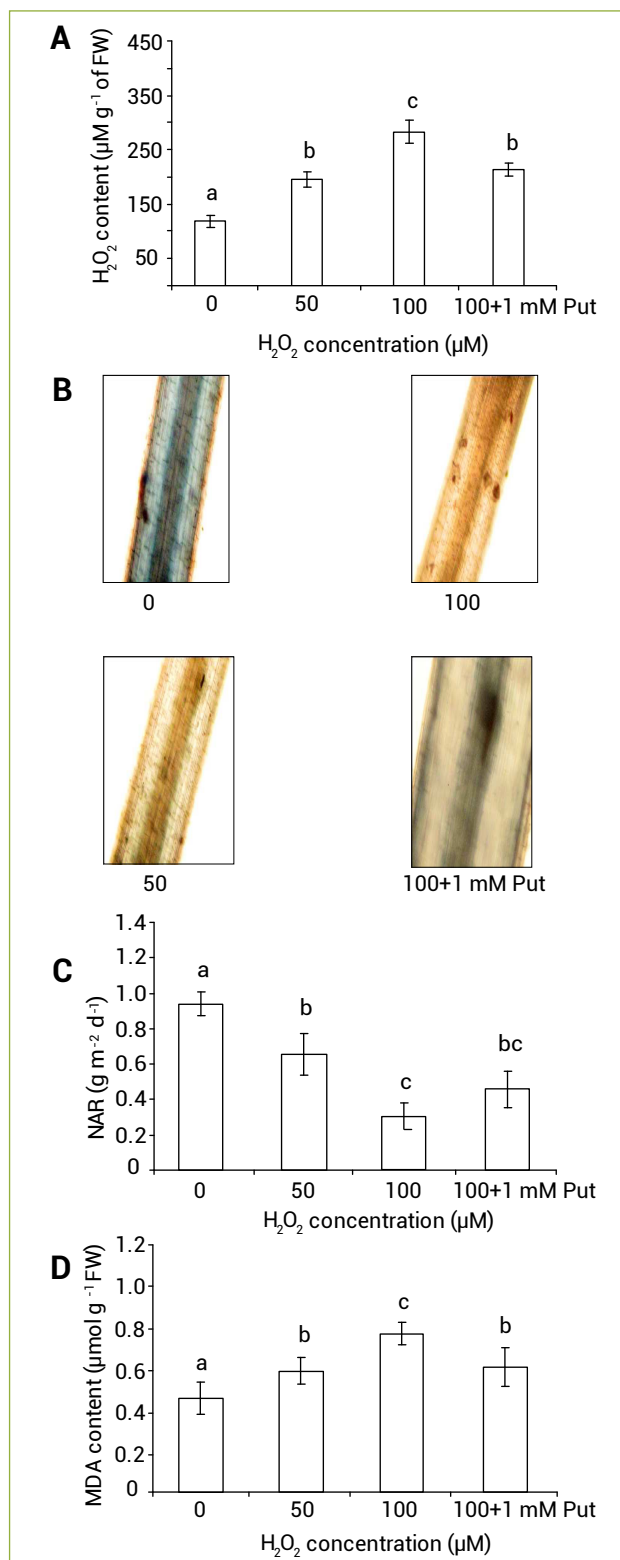 A
H₂O₂ content (µM g⁻¹ of FW)
450
350
250
150
50
a
b
c
b
0
50
100
100+1 mM Put
H₂O₂ concentration (µM)
B
0
100
50
100+1 mM Put
C
NAR (g m⁻² d⁻¹)
1.4
1.2
1.0
0.8
0.6
0.4
0.2
0
a
b
c
bc
0
50
100
100+1 mM Put
H₂O₂ concentration (µM)
D
MDA content (µmol g⁻¹ FW)
1.2
1.0
0.8
0.6
0.4
0.2
0
a
b
c
b
0
50
100
100+1 mM Put
H₂O₂ concentration (µM)